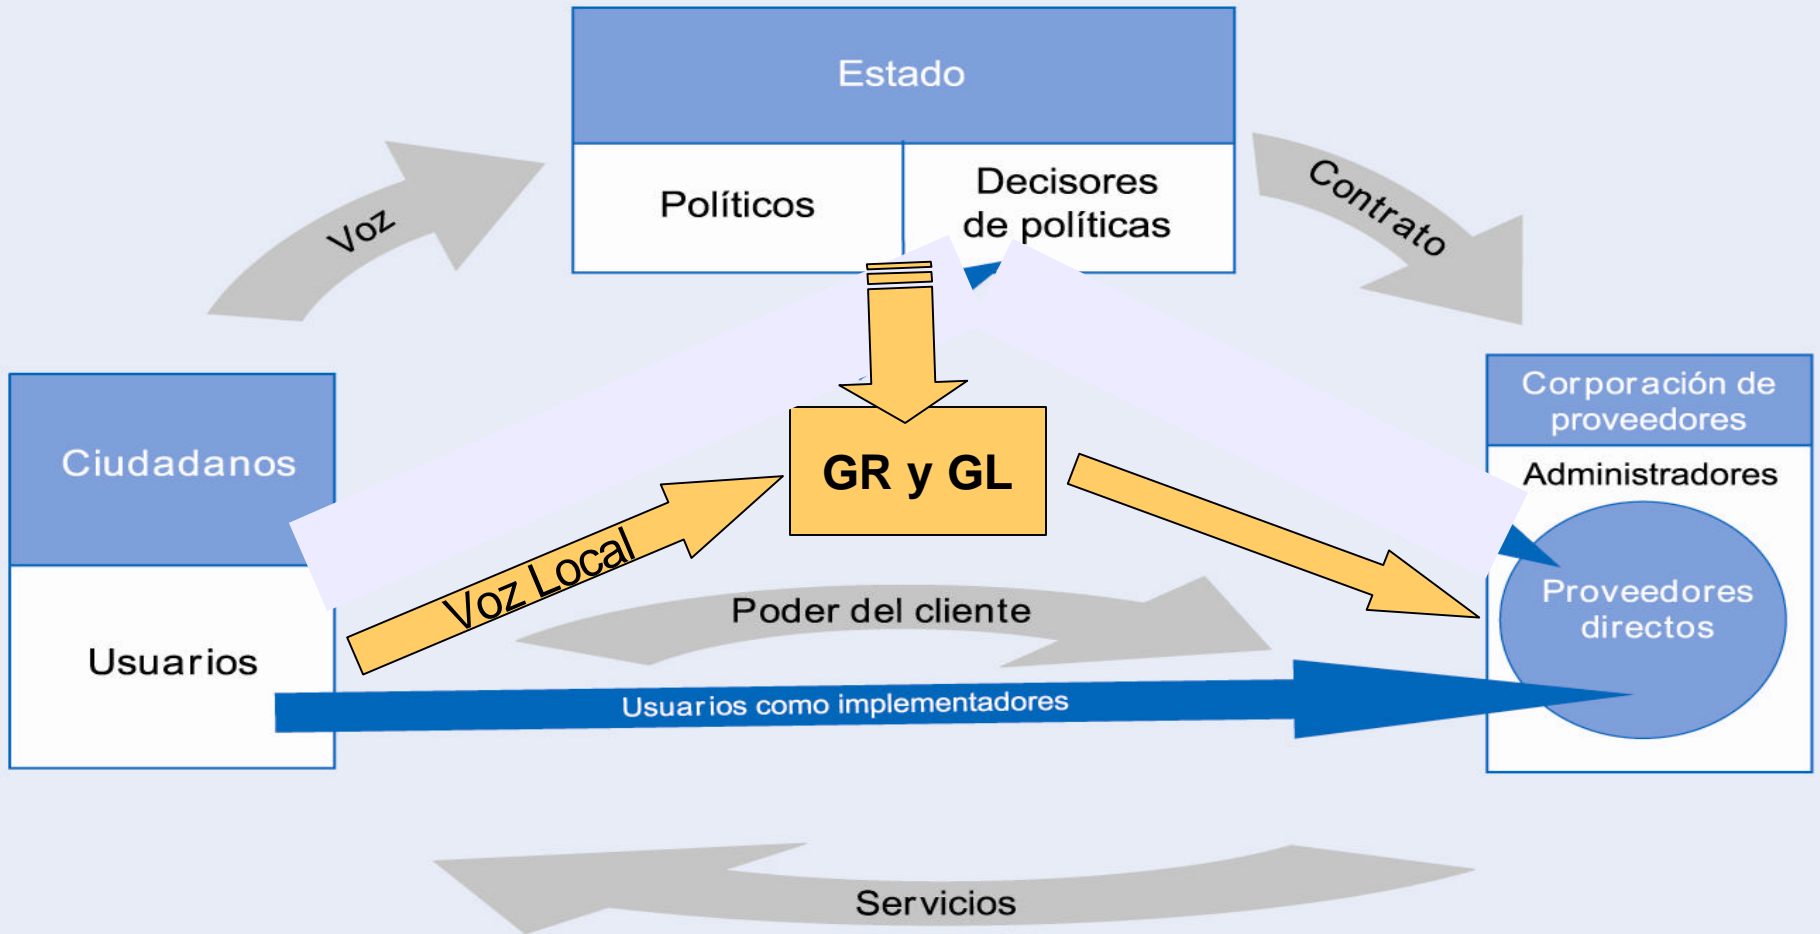 Estado
Políticos
Decisores
de políticas
Voz
Contrato
Ciudadanos
Usuarios
GR y GL
Voz Local
Corporación de
proveedores
Administradores
Proveedores
directos
Poder del cliente
Usuarios como implementadores
Servicios